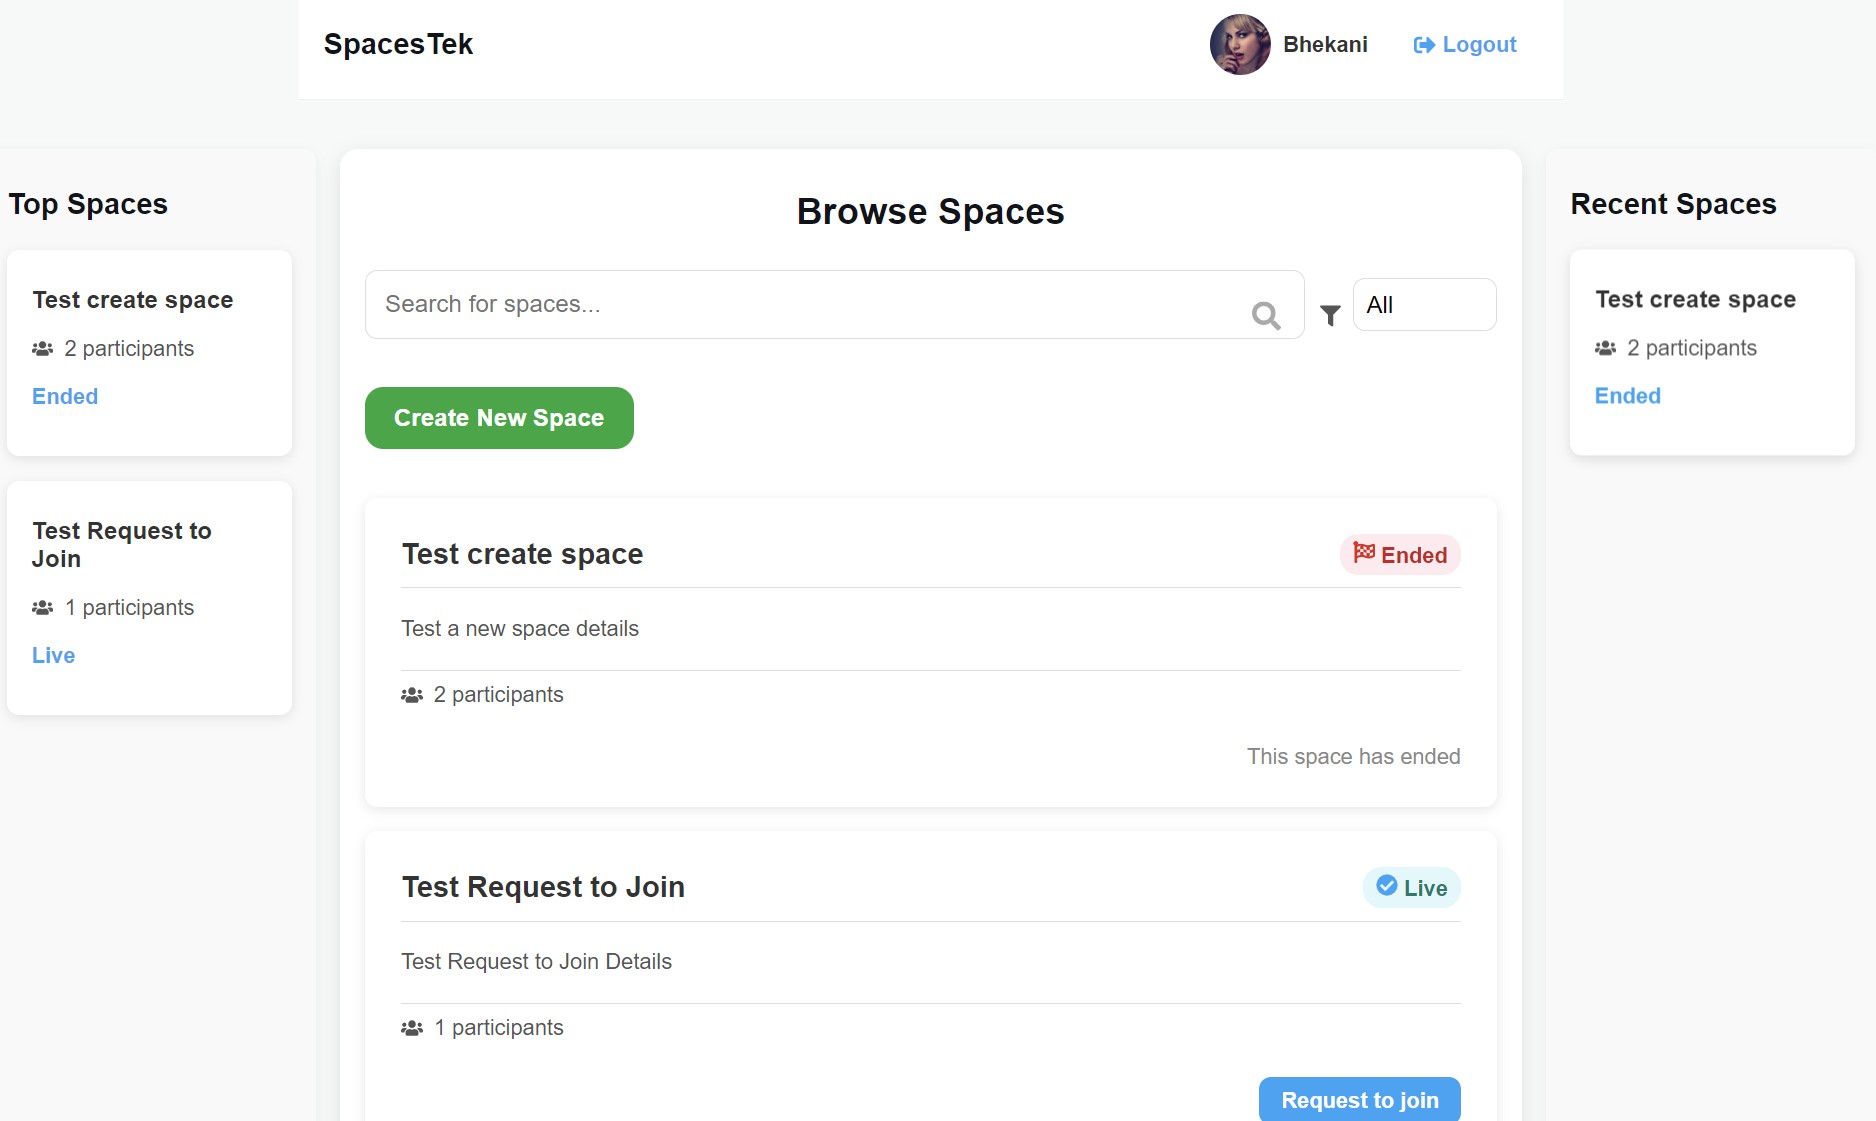 SpacesTek
Bhekani
Logout
Top Spaces
Test create space
2 participants
Ended
Test Request to
Join
1 participants
Live
Browse Spaces
Search for spaces...
All
Create New Space
Test create space
Ended
Test a new space details
2 participants
This space has ended
Test Request to Join
Live
Test Request to Join Details
1 participants
Request to join
Recent Spaces
Test create space
2 participants
Ended